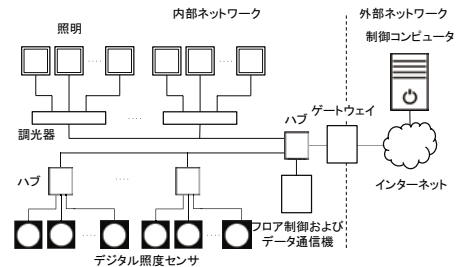 照明
内部ネットワーク
外部ネットワーク
制御コンピュータ
調光器
ハブ
ゲートウェイ
ハブ
インターネット
フロア制御および
データ通信機
デジタル照度センサ